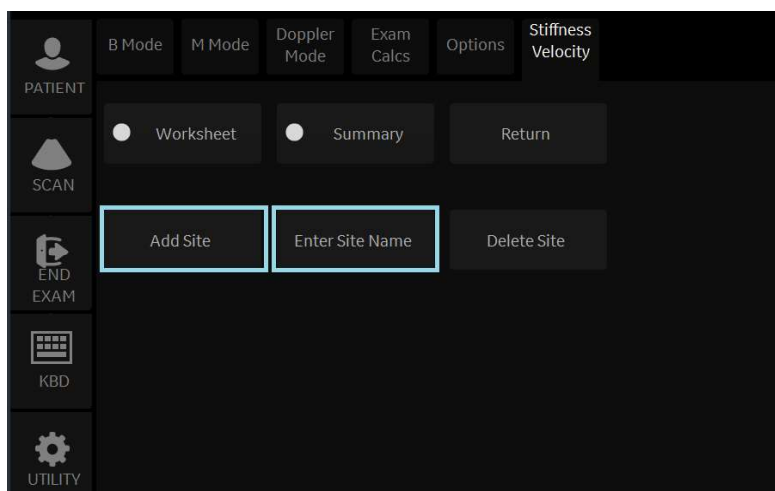 PATIENT
SCAN
END
EXAM
KBD
UTILITY
B Mode
M Mode
Doppler
Mode
Exam
Calcs
Options
Stiffness
Velocity
Worksheet
Summary
Return
Add Site
Enter Site Name
Delete Site